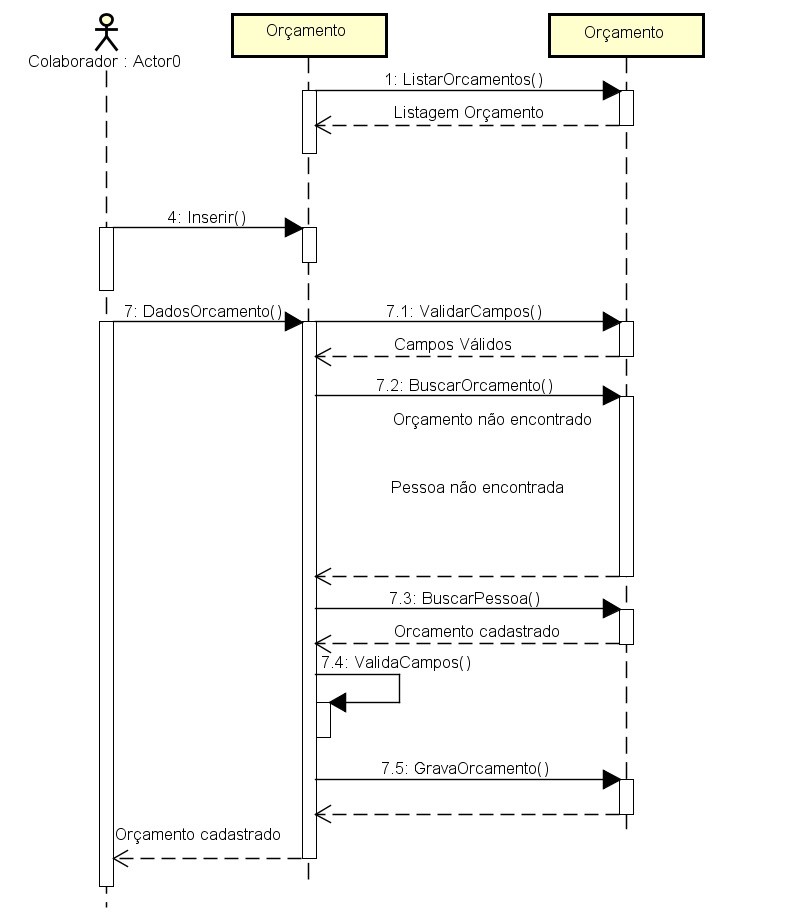 Colaborador : Actor0
Orçamento
Orçamento
1: ListarOrcamentos()
Listagem Orçamento
4: Inserir()
7: DadosOrcamento()
7.1: ValidarCampos()
Campos Válidos
7.2: BuscarOrcamento()
Orçamento não encontrado
Pessoa não encontrada
7.3: BuscarPessoa()
Orcamento cadastrado
7.4: ValidaCampos()
7.5: GravaOrcamento()
Orçamento cadastrado